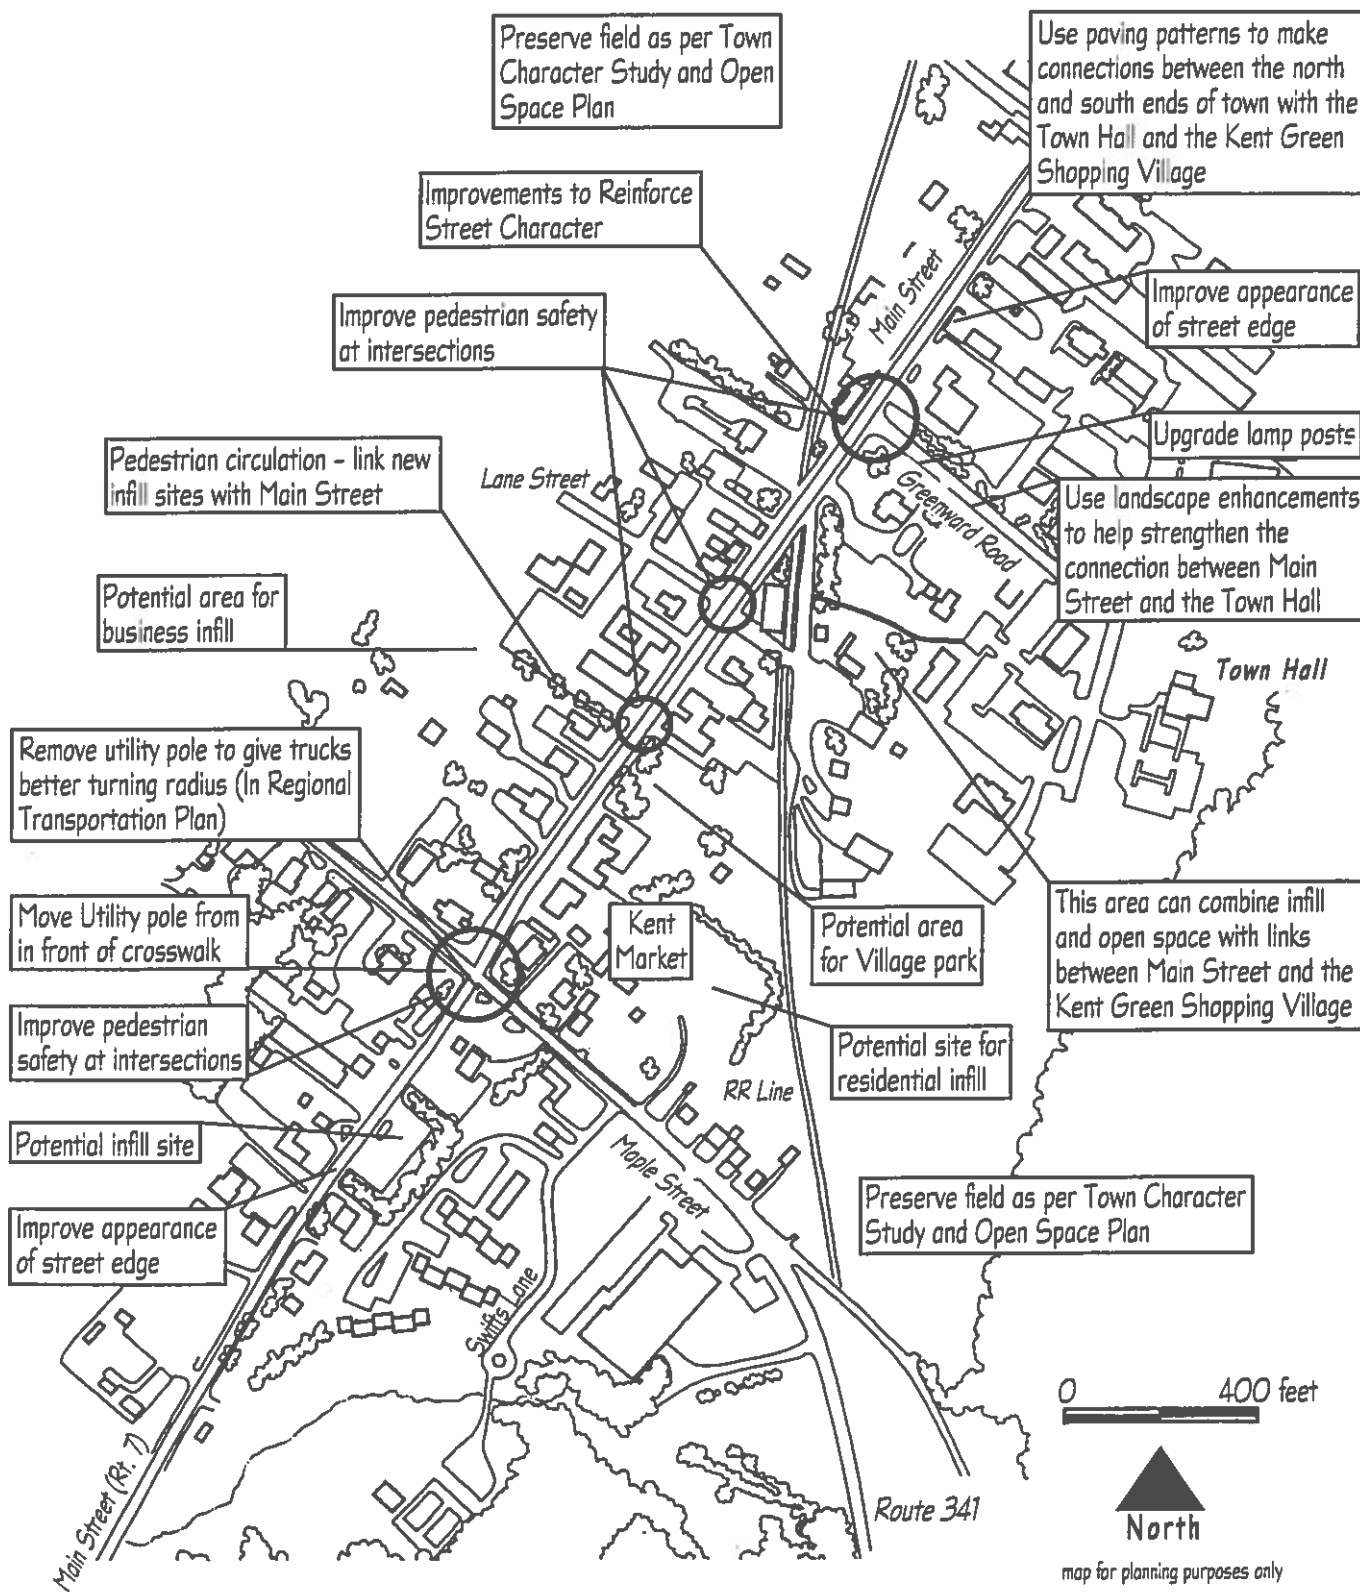 Preserve field as per Town
Character Study and Open
Space Plan
Use paving patterns to make
connections between the north
and south ends of town with the
Town Hall and the Kent Green
Shopping Village
Improvements to Reinforce
Street Character
Main Street
Improve appearance
of street edge
Improve pedestrian safety
at intersections
Upgrade lamp posts
Pedestrian circulation - link new
infill sites with Main Street
Lane Street
Greenward Road
Use landscape enhancements
to help strengthen the
connection between Main
Street and the Town Hall
Potential area for
business infill
Town Hall
Remove utility pole to give trucks
better turning radius (In Regional
Transportation Plan)
Move Utility pole from
in front of crosswalk
Kent
Market
Potential area
for Village park
This area can combine infill
and open space with links
between Main Street and the
Kent Green Shopping Village
Improve pedestrian
safety at intersections
Potential site for
residential infill
RR Line
Potential infill site
Maple Street
Preserve field as per Town Character
Study and Open Space Plan
Improve appearance
of street edge
Swifts Lane
0 400 feet
Main Street (Rt. 7)
Route 341
North
map for planning purposes only